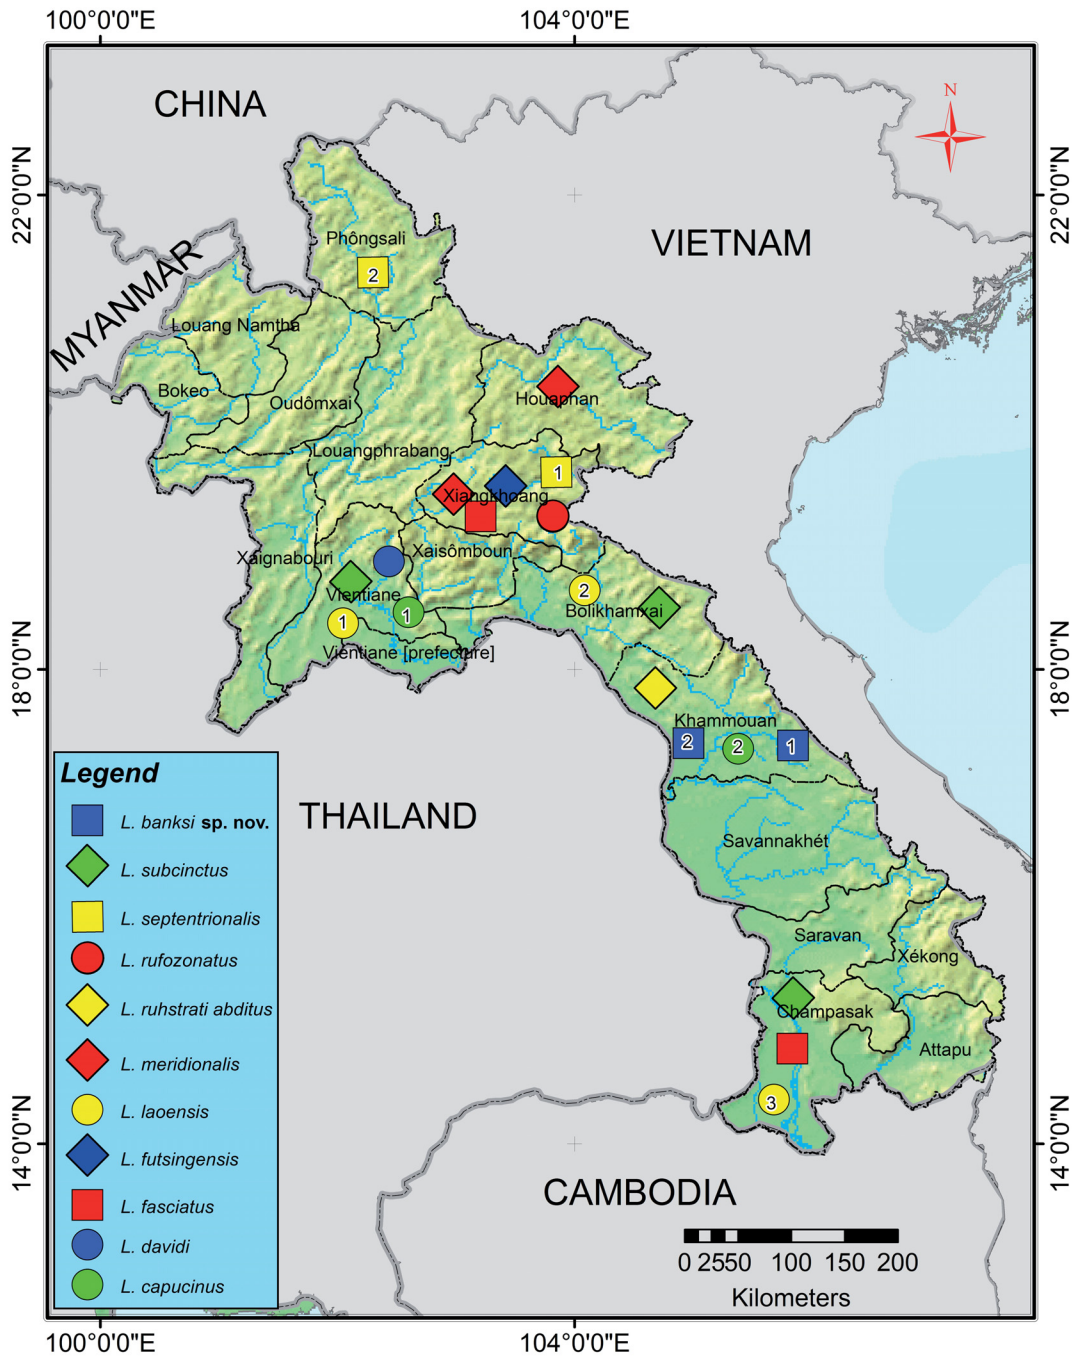 100°0'0"E
104°0'0"E
CHINA
N
22°0'0"N
22°0'0"N
Phôngsali
VIETNAM
2
MYANMAR
Louang Namtha
Bokeo
Oudômxai
Houaphan
Louangphrabang
1
Xiangkhoang
Xaignabouri
Xaisômboun
Vientiane
2
Bolikhamxai
1
1
Vientiane [prefecture]
18°0'0"N
18°0'0"N
Khammouan
2
2
1
Legend
L. banksi sp. nov.
L. subcinctus
L. septentrionalis
L. rufozonatus
L. ruhstrati abditus
L. meridionalis
L. laoensis
L. futsingensis
L. fasciatus
L. davidi
L. capucinus
THAILAND
Savannakhét
Saravan
Xékong
Champasak
Attapu
3
14°0'0"N
14°0'0"N
CAMBODIA
0 2550 100 150 200
Kilometers
100°0'0"E
104°0'0"E